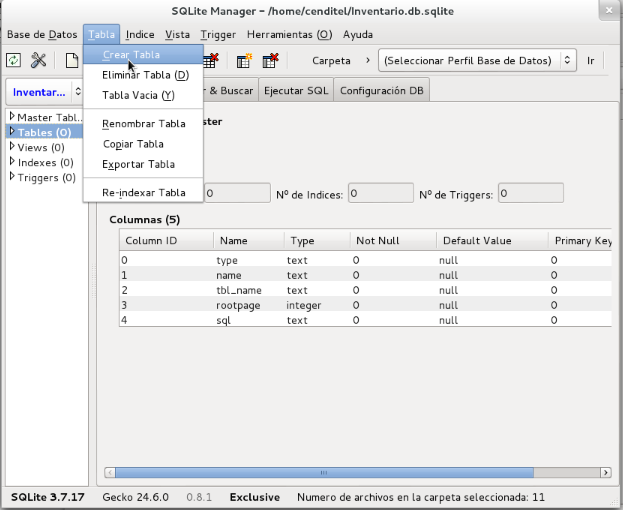 SQLite Manager - /home/cenditel/Inventario.db.sqlite
Base de Datos Tabla Indice Vista Trigger Herramientas (O) Ayuda
Crear Tabla
Eliminar Tabla (D)
Tabla Vacia (Y)
Renombrar Tabla
Copiar Tabla
Exportar Tabla
Re-indexar Tabla
Carpeta > (Seleccionar Perfil Base de Datos) Ir
Inventar... r & Buscar Ejecutar SQL Configuración DB
Master Tabl...
Tables (0)
Views (0)
Indexes (0)
Triggers (0)
ster
0 Nº de Indices: 0 Nº de Triggers: 0
Columnas (5)
Column ID Name Type Not Null Default Value Primary Key
0 type text 0 null 0
1 name text 0 null 0
2 tbl_name text 0 null 0
3 rootpage integer 0 null 0
4 sql text 0 null 0
SQLite 3.7.17 Gecko 24.6.0 0.8.1 Exclusive Numero de archivos en la carpeta seleccionada: 11